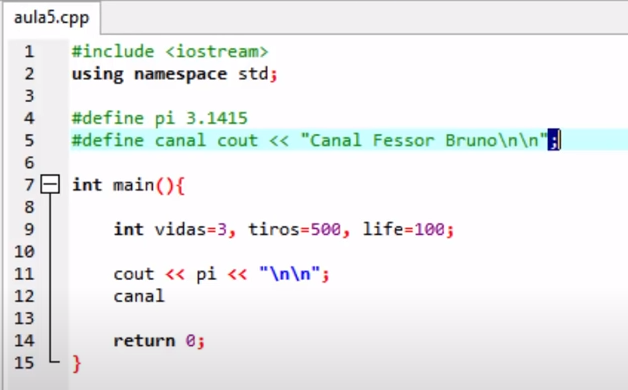 aula5.cpp
1 #include <iostream>
2 using namespace std;
3
4 #define pi 3.1415
5 #define canal cout << "Canal Fessor Bruno\n\n";
6
7 int main(){
8
9 int vidas=3, tiros=500, life=100;
10
11 cout << pi << "\n\n";
12 canal
13
14 return 0;
15 }